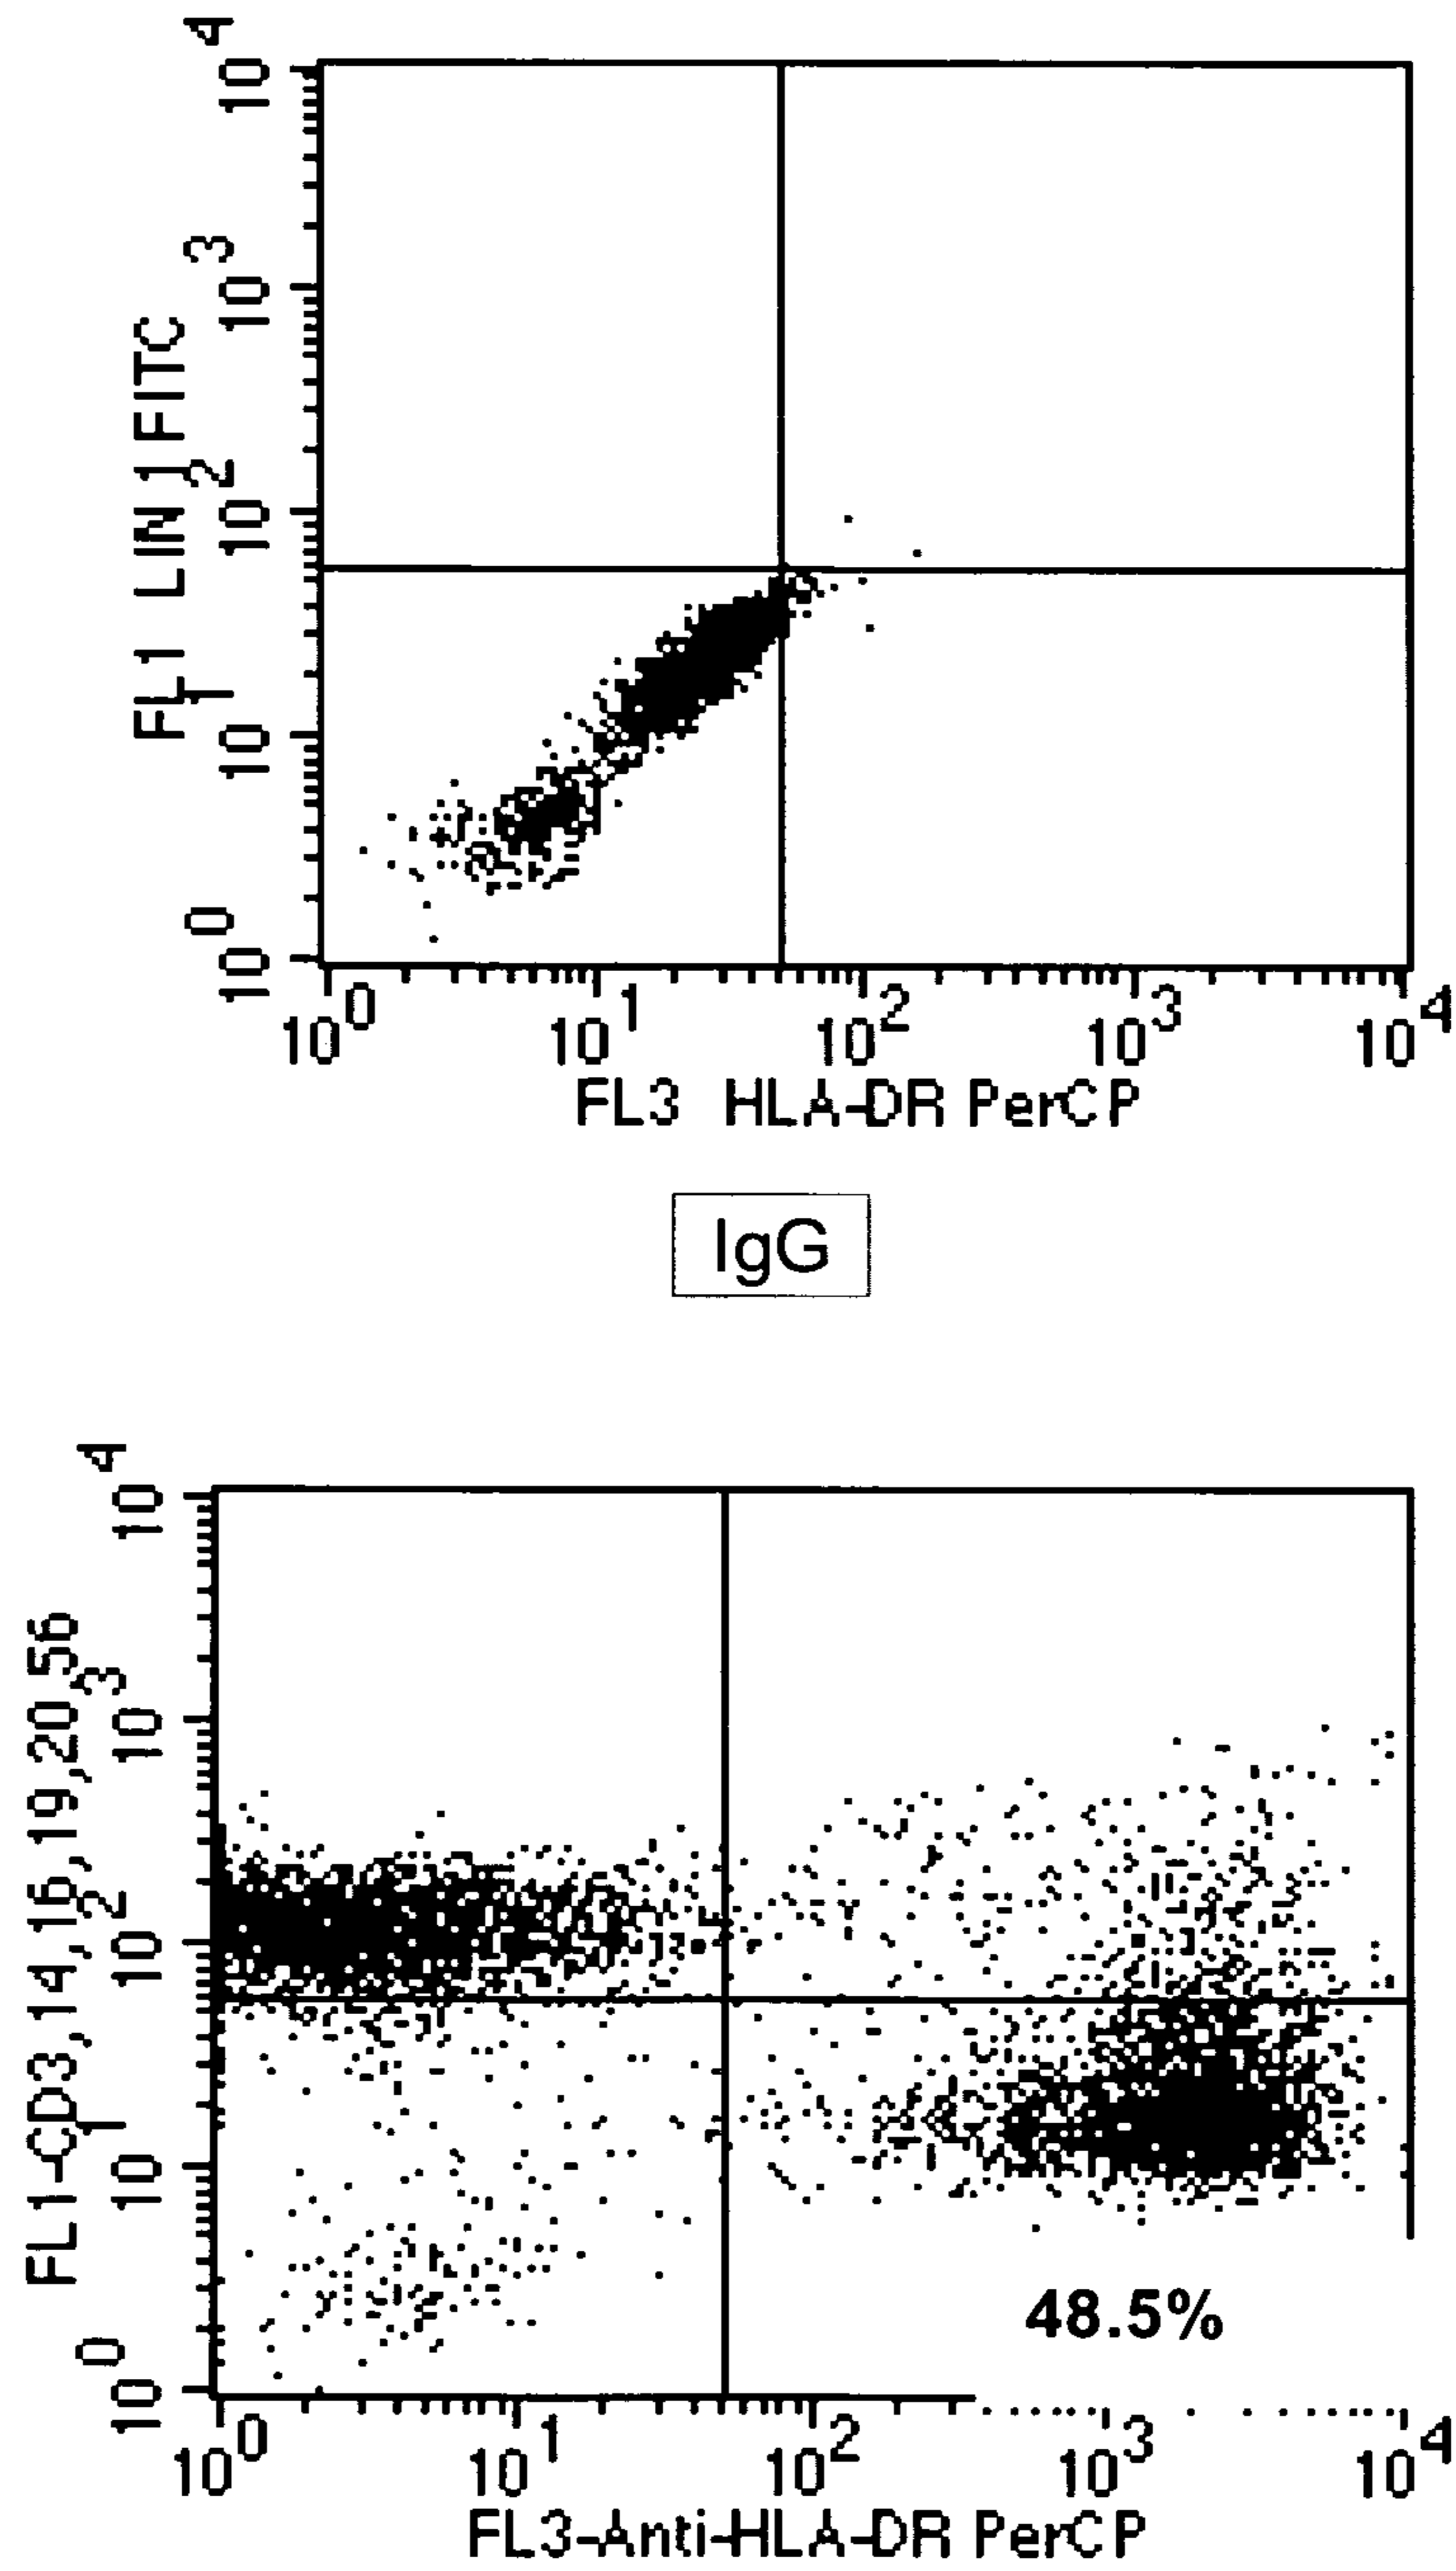 10^4
10^3
10^2
10^1
10^0
FL1 LIN 1 FITC
10^0 10^1 10^2 10^3 10^4
FL3 HLA-DR PerCP
IgG
10^4
10^3
10^2
10^1
10^0
FL1-CD3,14,16,19,20,56
48.5%
10^0 10^1 10^2 10^3 10^4
FL3-Anti-HLA-DR PerCP